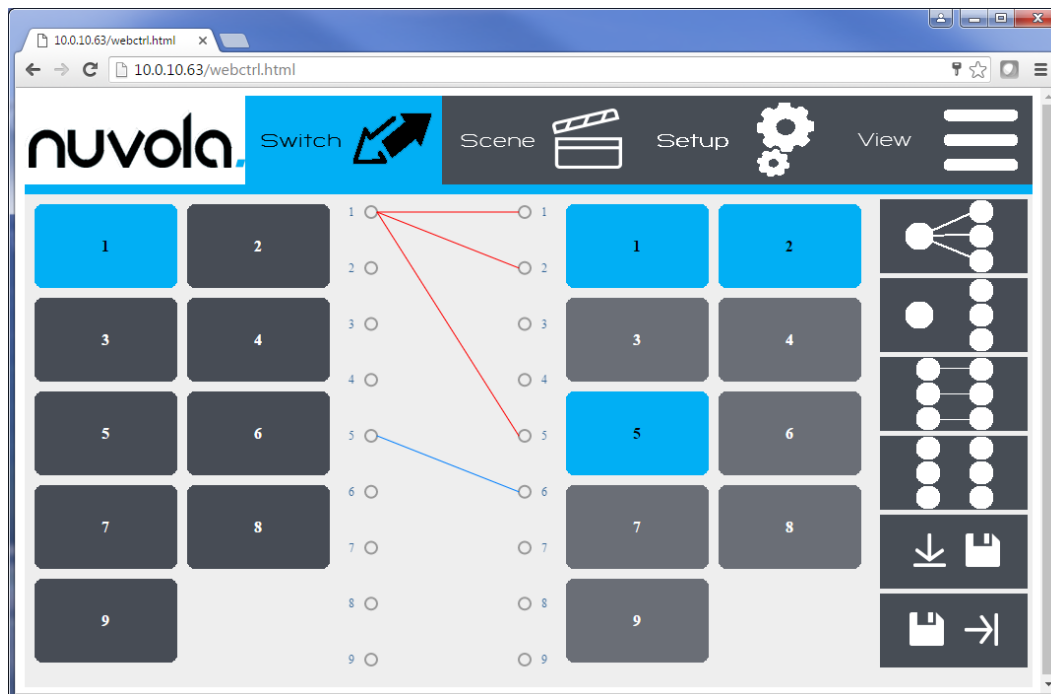 10.0.10.63/webctrl.html
10.0.10.63/webctrl.html
nuvola.
Switch
Scene
Setup
View
1 2
3 4
5 6
7 8
9
1 1
2 2
3 3
4 4
5 5
6 6
7 7
8 8
9 9
1 2
3 4
5 6
7 8
9